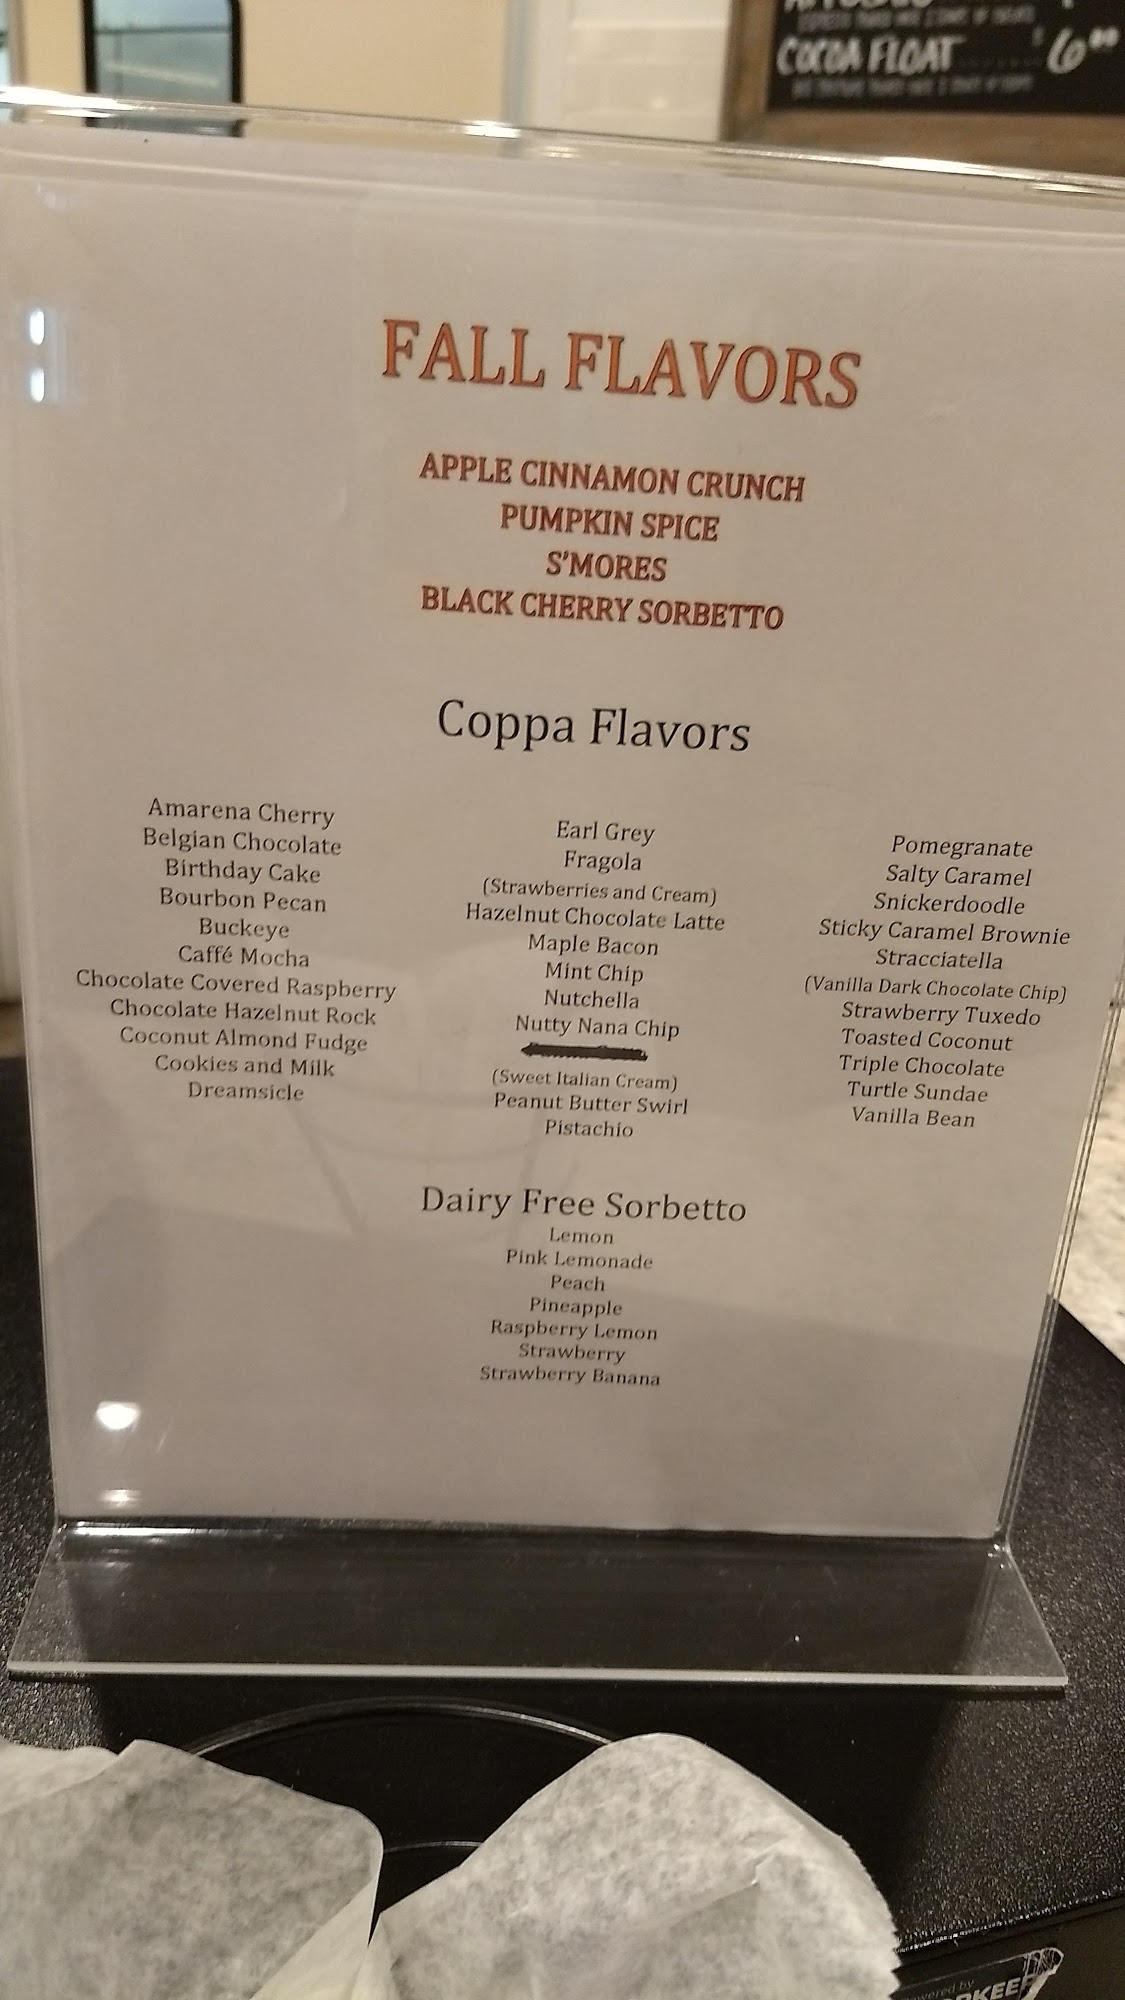 COCOA FLOAT ...... $6.00
FALL FLAVORS
APPLE CINNAMON CRUNCH
PUMPKIN SPICE
S'MORES
BLACK CHERRY SORBETTO
Coppa Flavors
Amarena Cherry
Belgian Chocolate
Birthday Cake
Bourbon Pecan
Buckeye
Caffé Mocha
Chocolate Covered Raspberry
Chocolate Hazelnut Rock
Coconut Almond Fudge
Cookies and Milk
Dreamsicle
Earl Grey
Fragola
(Strawberries and Cream)
Hazelnut Chocolate Latte
Maple Bacon
Mint Chip
Nutchella
Nutty Nana Chip
(Sweet Italian Cream)
Peanut Butter Swirl
Pistachio
Pomegranate
Salty Caramel
Snickerdoodle
Sticky Caramel Brownie
Stracciatella
(Vanilla Dark Chocolate Chip)
Strawberry Tuxedo
Toasted Coconut
Triple Chocolate
Turtle Sundae
Vanilla Bean
Dairy Free Sorbetto
Lemon
Pink Lemonade
Peach
Pineapple
Raspberry Lemon
Strawberry
Strawberry Banana
by